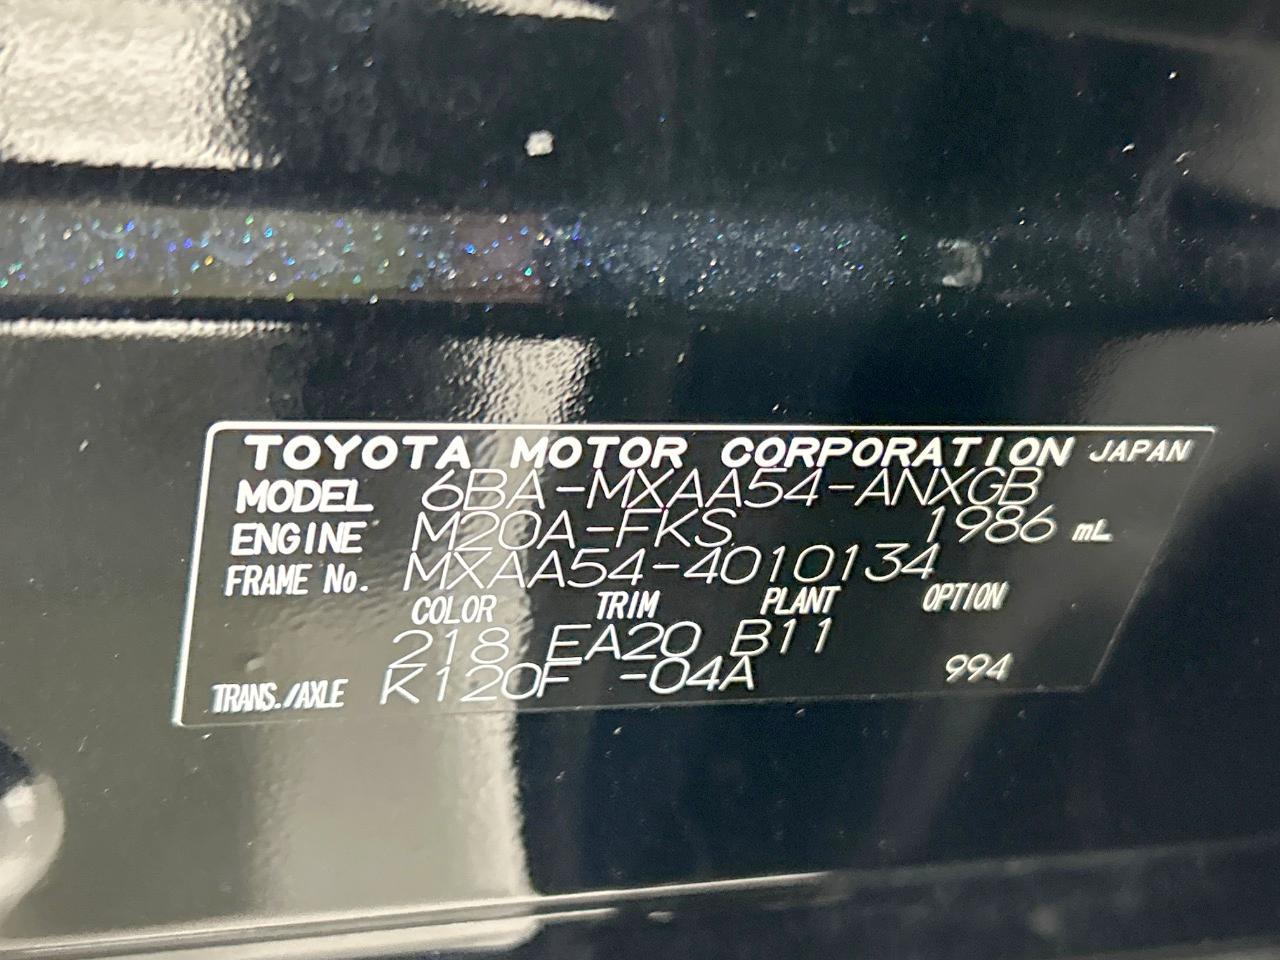 TOYOTA MOTOR CORPORATION JAPAN
MODEL 6BA-MXAA54-ANXGB
ENGINE M20A-FKS 1986 mL
FRAME No. MXAA54-4010134
COLOR TRIM PLANT OPTION
218 EA20 B11
TRANS./AXLE K120F -04A 994